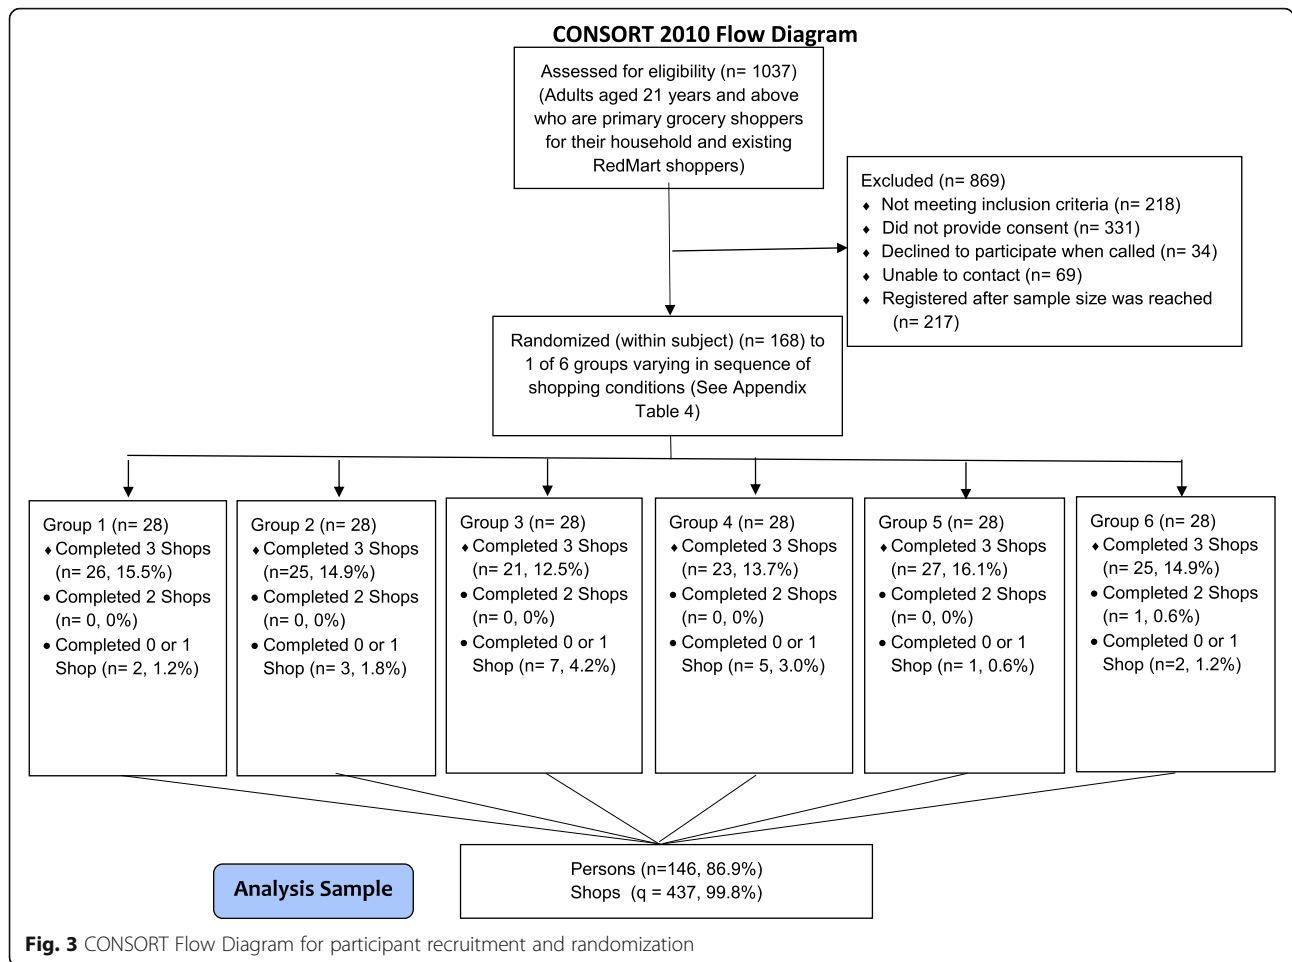 CONSORT 2010 Flow Diagram
Assessed for eligibility (n= 1037)
(Adults aged 21 years and above
who are primary grocery shoppers
for their household and existing
RedMart shoppers)
Excluded (n= 869)
♦ Not meeting inclusion criteria (n= 218)
♦ Did not provide consent (n= 331)
♦ Declined to participate when called (n= 34)
♦ Unable to contact (n= 69)
♦ Registered after sample size was reached
(n= 217)
Randomized (within subject) (n= 168) to
1 of 6 groups varying in sequence of
shopping conditions (See Appendix
Table 4)
Group 1 (n= 28)
♦ Completed 3 Shops
(n= 26, 15.5%)
● Completed 2 Shops
(n= 0, 0%)
● Completed 0 or 1
Shop (n= 2, 1.2%)
Group 2 (n= 28)
♦ Completed 3 Shops
(n=25, 14.9%)
● Completed 2 Shops
(n= 0, 0%)
● Completed 0 or 1
Shop (n= 3, 1.8%)
Group 3 (n= 28)
♦ Completed 3 Shops
(n= 21, 12.5%)
● Completed 2 Shops
(n= 0, 0%)
● Completed 0 or 1
Shop (n= 7, 4.2%)
Group 4 (n= 28)
♦ Completed 3 Shops
(n= 23, 13.7%)
● Completed 2 Shops
(n= 0, 0%)
● Completed 0 or 1
Shop (n= 5, 3.0%)
Group 5 (n= 28)
♦ Completed 3 Shops
(n= 27, 16.1%)
● Completed 2 Shops
(n= 0, 0%)
● Completed 0 or 1
Shop (n= 1, 0.6%)
Group 6 (n= 28)
♦ Completed 3 Shops
(n= 25, 14.9%)
● Completed 2 Shops
(n= 1, 0.6%)
● Completed 0 or 1
Shop (n=2, 1.2%)
Analysis Sample
Persons (n=146, 86.9%)
Shops (q = 437, 99.8%)
Fig. 3 CONSORT Flow Diagram for participant recruitment and randomization